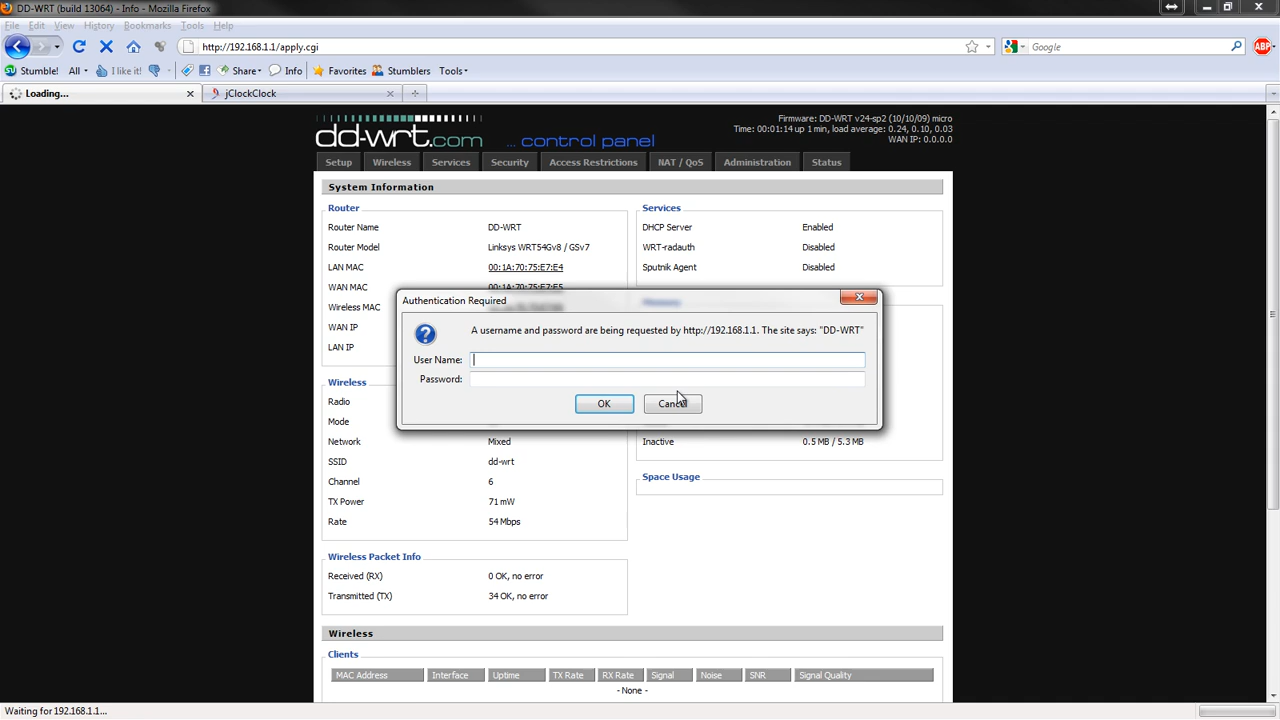 DD-WRT (build 13064) - Info - Mozilla Firefox
File Edit View History Bookmarks Tools Help
http://192.168.1.1/apply.cgi
Google
ABP
Stumble! All I like it! Share Info Favorites Stumblers Tools
Loading...
jClockClock
dd-wrt.com ... control panel
Firmware: DD-WRT v24-sp2 (10/10/09) micro
Time: 00:01:14 up 1 min, load average: 0.24, 0.10, 0.03
WAN IP: 0.0.0.0
Setup Wireless Services Security Access Restrictions NAT / QoS Administration Status
System Information
Router
Router Name DD-WRT
Router Model Linksys WRT54Gv8 / GSv7
LAN MAC 00:1A:70:75:E7:E4
WAN MAC 00:1A:70:75:E7:E5
Wireless MAC
WAN IP
LAN IP
Services
DHCP Server Enabled
WRT-radauth Disabled
Sputnik Agent Disabled
Memory
Authentication Required
A username and password are being requested by http://192.168.1.1. The site says: "DD-WRT"
User Name:
Password:
OK
Cancel
Wireless
Radio
Mode
Network Mixed
SSID dd-wrt
Channel 6
TX Power 71 mW
Rate 54 Mbps
Inactive 0.5 MB / 5.3 MB
Space Usage
Wireless Packet Info
Received (RX) 0 OK, no error
Transmitted (TX) 34 OK, no error
Wireless
Clients
MAC Address Interface Uptime TX Rate RX Rate Signal Noise SNR Signal Quality
- None -
Waiting for 192.168.1.1...